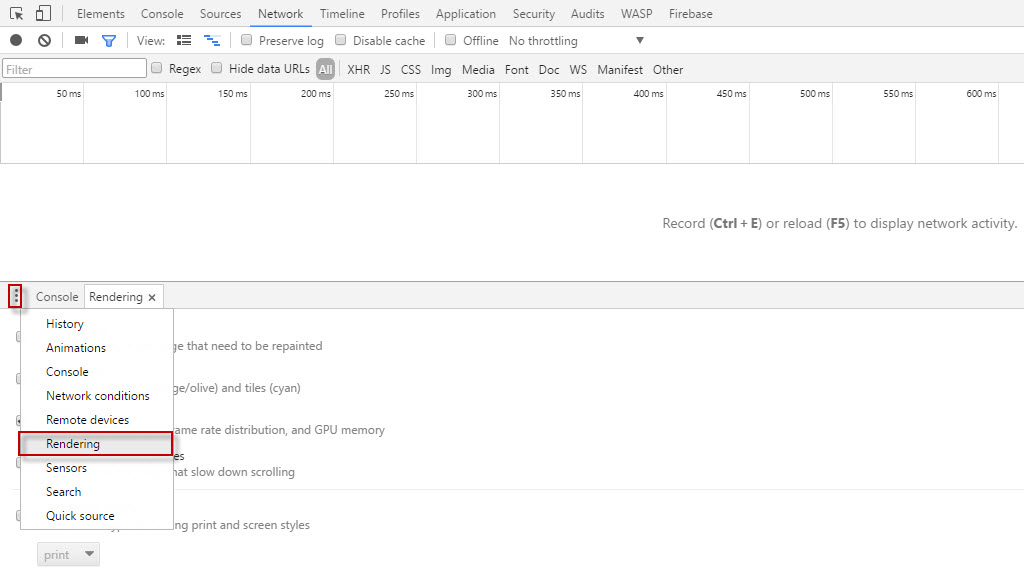 Elements Console Sources Network Timeline Profiles Application Security Audits WASP Firebase
View: Preserve log Disable cache Offline No throttling
Filter Regex Hide data URLs All XHR JS CSS Img Media Font Doc WS Manifest Other
50 ms 100 ms 150 ms 200 ms 250 ms 300 ms 350 ms 400 ms 450 ms 500 ms 550 ms 600 ms
Record (Ctrl + E) or reload (F5) to display network activity.
Console Rendering ×
History
that need to be repainted
Animations
Console
ge/olive) and tiles (cyan)
Network conditions
Remote devices
ame rate distribution, and GPU memory
Rendering
es
Sensors
hat slow down scrolling
Search
Quick source
ng print and screen styles
print